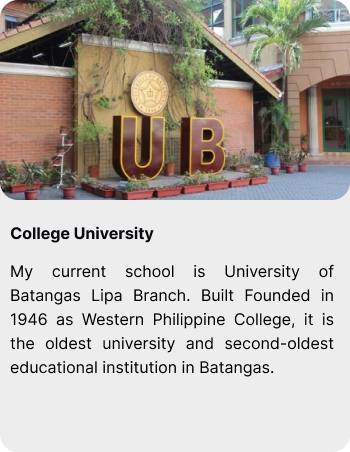 UB
College University
My current school is University of
Batangas Lipa Branch. Built Founded in
1946 as Western Philippine College, it is
the oldest university and second-oldest
educational institution in Batangas.